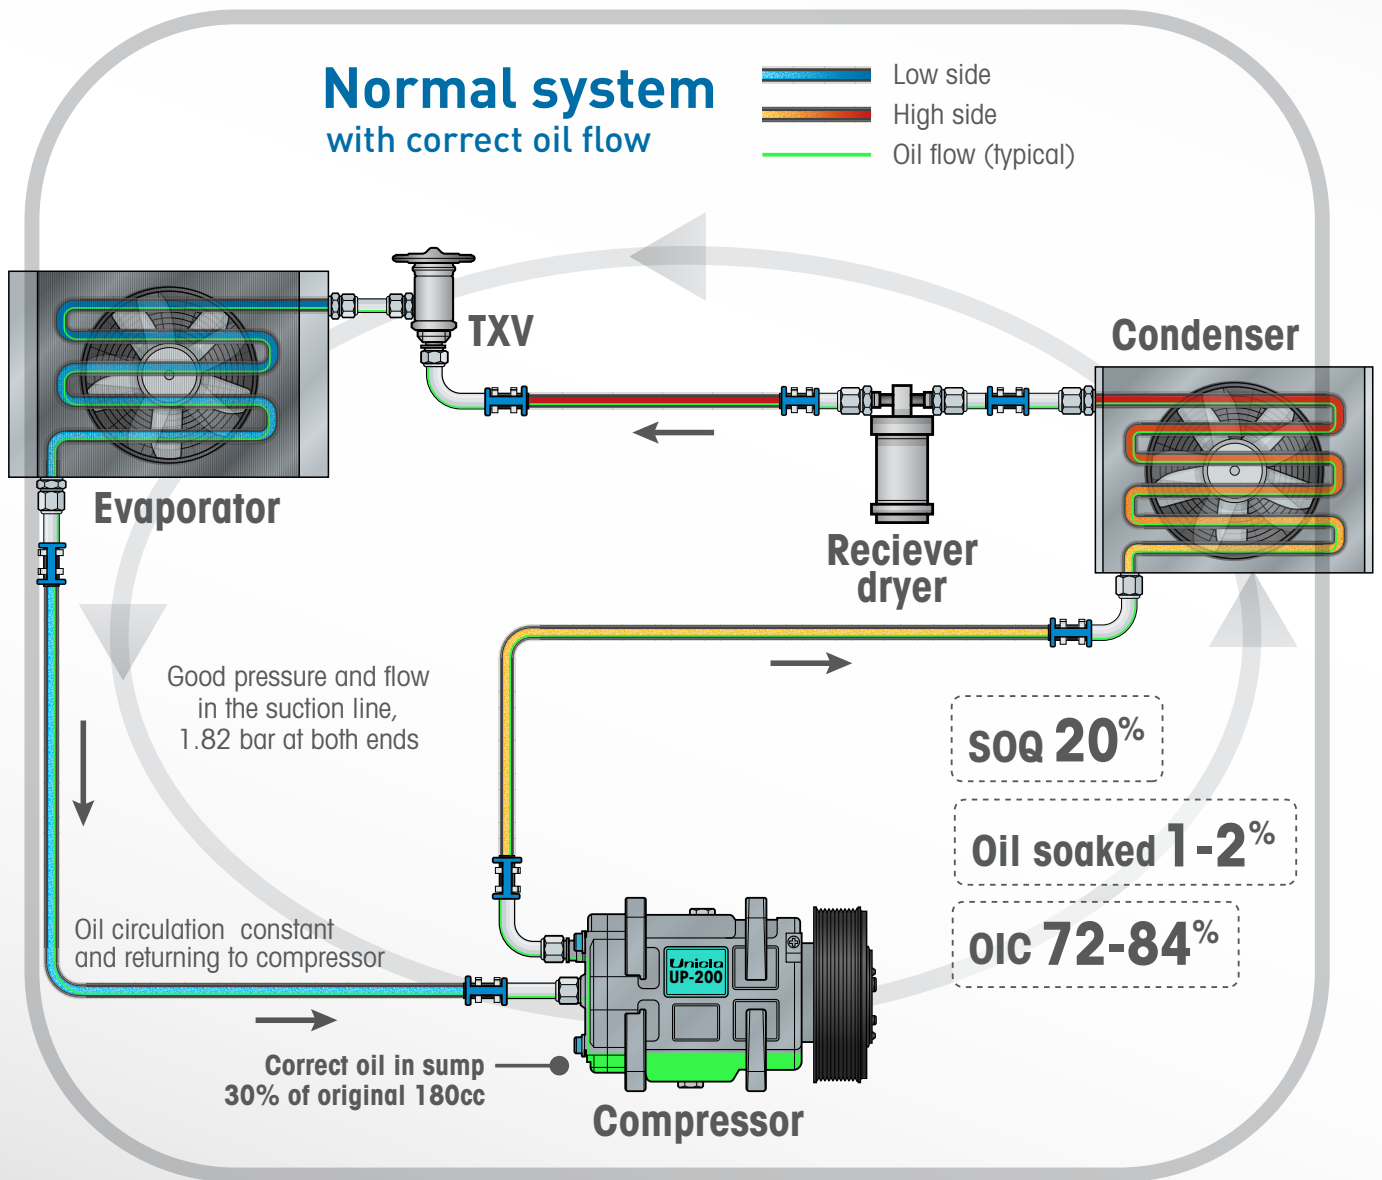 Normal system
with correct oil flow
Low side
High side
Oil flow (typical)
TXV
Condenser
Evaporator
Reciever
dryer
Good pressure and flow
in the suction line,
1.82 bar at both ends
SOQ 20%
Oil soaked 1-2%
OIC 72-84%
Oil circulation constant
and returning to compressor
Unicla
UP-200
Correct oil in sump
30% of original 180cc
Compressor